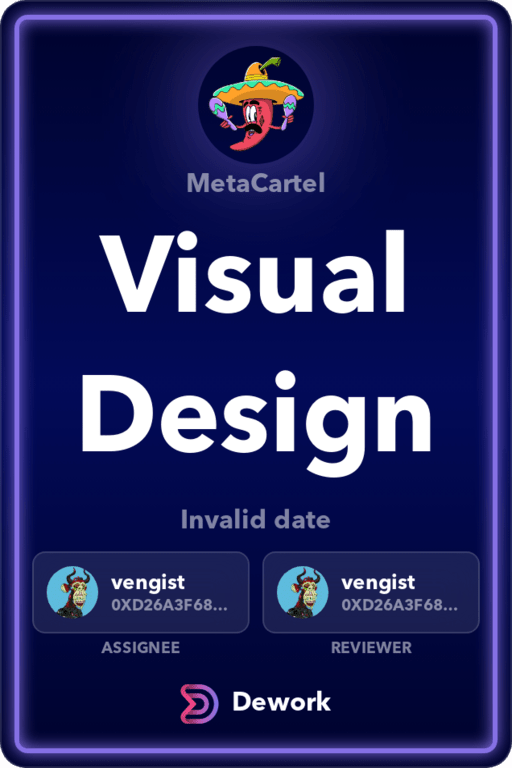 MetaCartel
Visual
Design
Invalid date
vengist
0XD26A3F68...
ASSIGNEE
vengist
0XD26A3F68...
REVIEWER
Dework